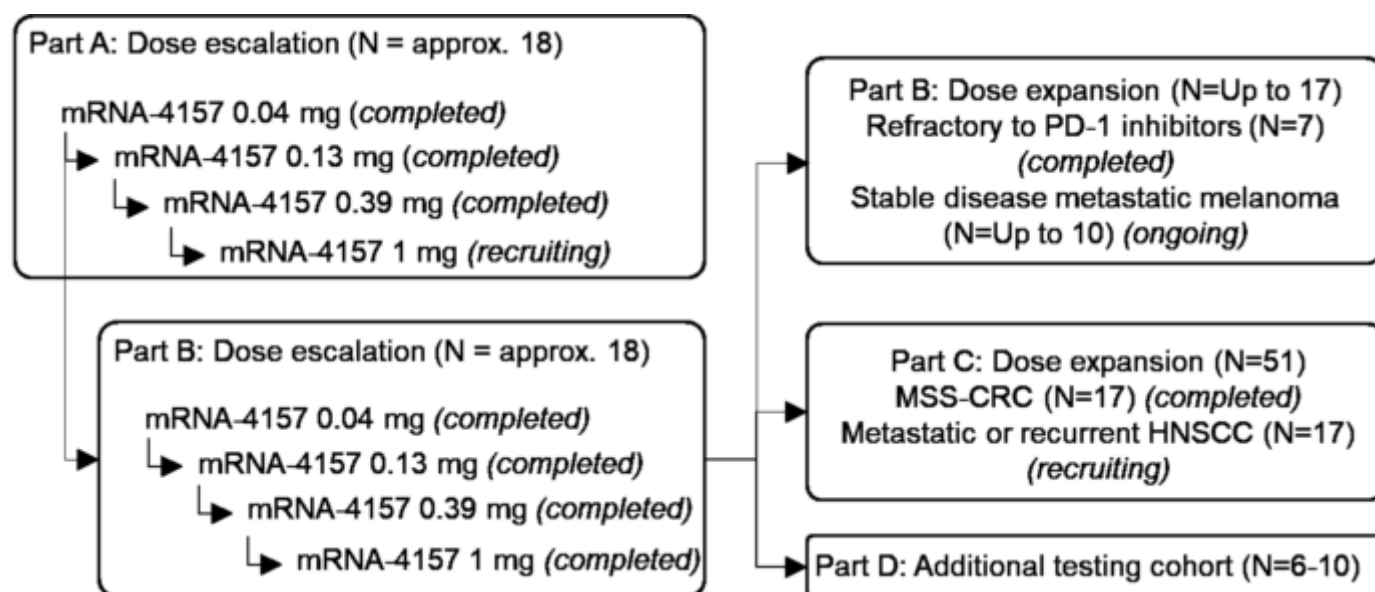 Part A: Dose escalation (N = approx. 18)
mRNA-4157 0.04 mg (completed)
mRNA-4157 0.13 mg (completed)
mRNA-4157 0.39 mg (completed)
mRNA-4157 1 mg (recruiting)
Part B: Dose escalation (N = approx. 18)
mRNA-4157 0.04 mg (completed)
mRNA-4157 0.13 mg (completed)
mRNA-4157 0.39 mg (completed)
mRNA-4157 1 mg (completed)
Part B: Dose expansion (N=Up to 17)
Refractory to PD-1 inhibitors (N=7)
(completed)
Stable disease metastatic melanoma
(N=Up to 10) (ongoing)
Part C: Dose expansion (N=51)
MSS-CRC (N=17) (completed)
Metastatic or recurrent HNSCC (N=17)
(recruiting)
Part D: Additional testing cohort (N=6-10)